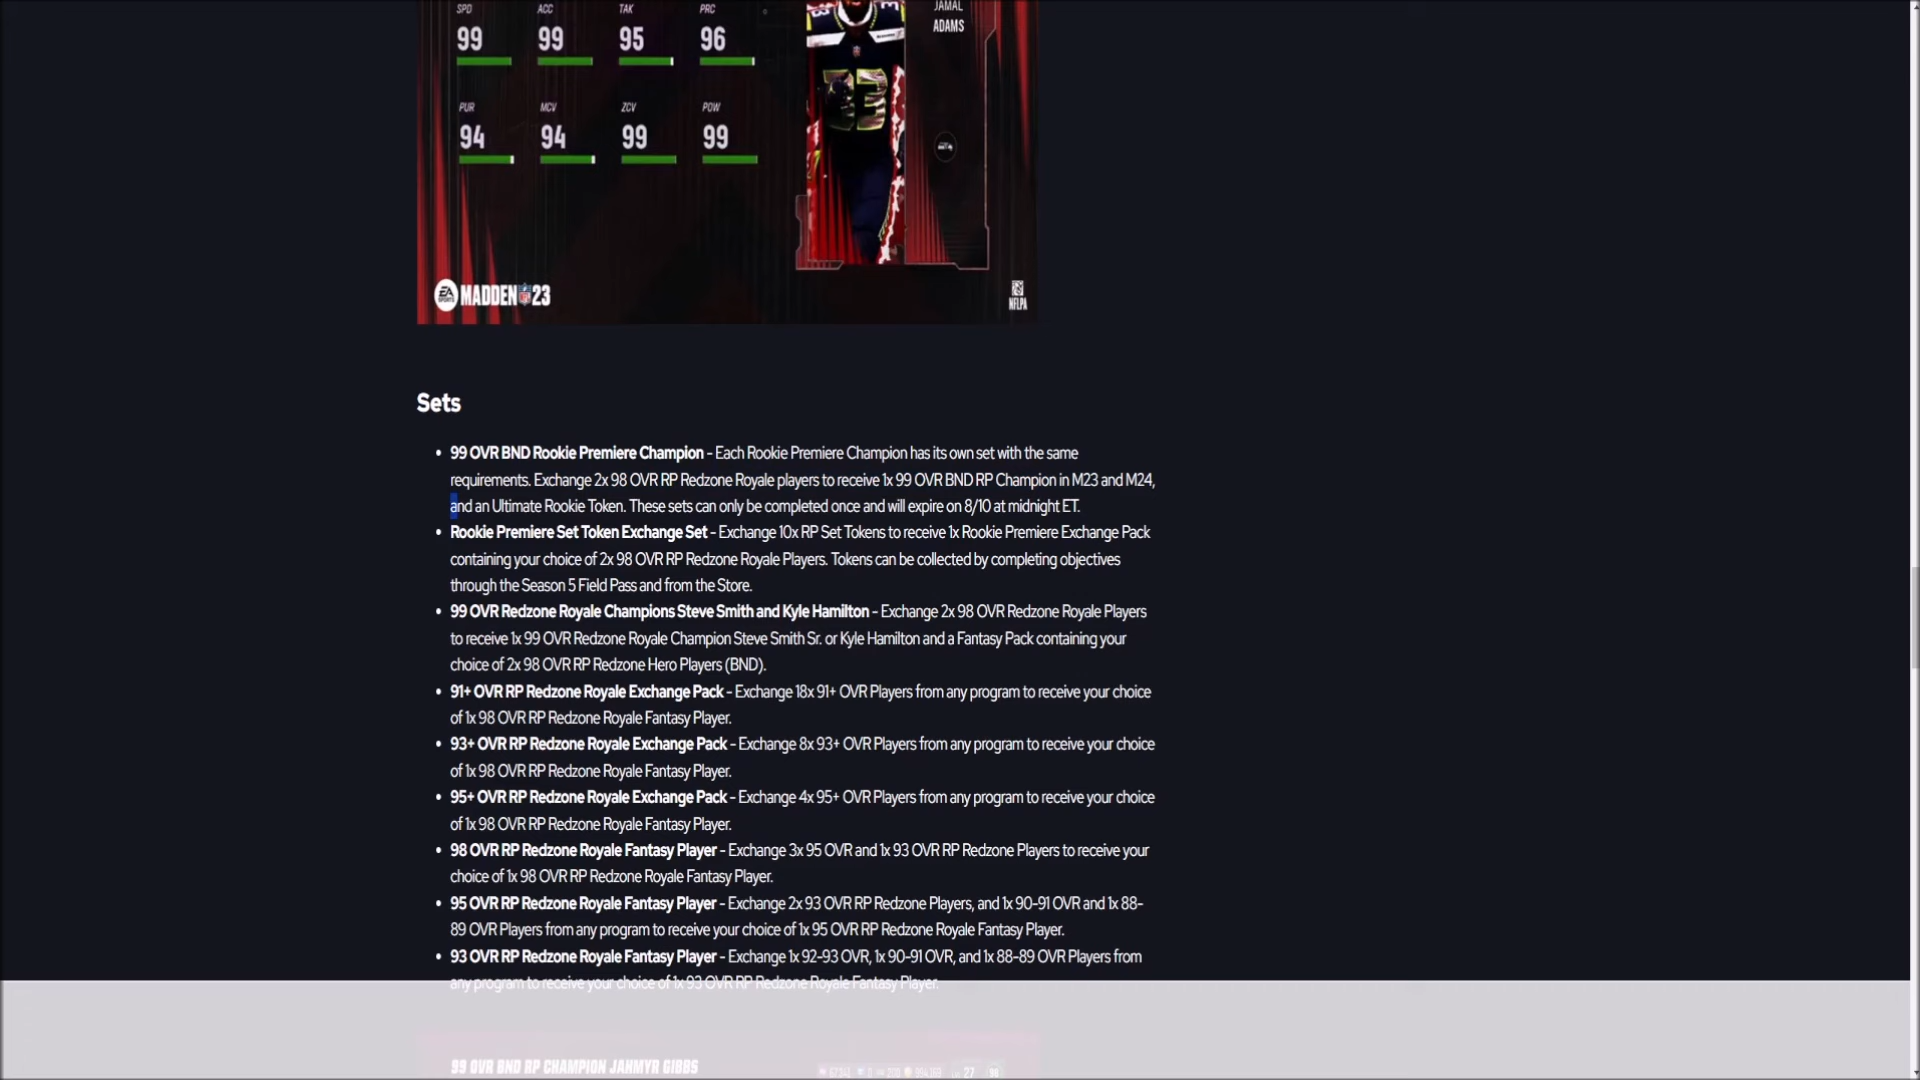 SPD ACC TAK PRC
99 99 95 96
PUR MCV ZCV POW
94 94 99 99
JAMAL
ADAMS
33
EA SPORTS MADDEN NFL 23
NFLPA
Sets
• 99 OVR BND Rookie Premiere Champion - Each Rookie Premiere Champion has its own set with the same
requirements. Exchange 2x 98 OVR RP Redzone Royale players to receive 1x 99 OVR BND RP Champion in M23 and M24,
and an Ultimate Rookie Token. These sets can only be completed once and will expire on 8/10 at midnight ET.
• Rookie Premiere Set Token Exchange Set - Exchange 10x RP Set Tokens to receive 1x Rookie Premiere Exchange Pack
containing your choice of 2x 98 OVR RP Redzone Royale Players. Tokens can be collected by completing objectives
through the Season 5 Field Pass and from the Store.
• 99 OVR Redzone Royale Champions Steve Smith and Kyle Hamilton - Exchange 2x 98 OVR Redzone Royale Players
to receive 1x 99 OVR Redzone Royale Champion Steve Smith Sr. or Kyle Hamilton and a Fantasy Pack containing your
choice of 2x 98 OVR RP Redzone Hero Players (BND).
• 91+ OVR RP Redzone Royale Exchange Pack - Exchange 18x 91+ OVR Players from any program to receive your choice
of 1x 98 OVR RP Redzone Royale Fantasy Player.
• 93+ OVR RP Redzone Royale Exchange Pack - Exchange 8x 93+ OVR Players from any program to receive your choice
of 1x 98 OVR RP Redzone Royale Fantasy Player.
• 95+ OVR RP Redzone Royale Exchange Pack - Exchange 4x 95+ OVR Players from any program to receive your choice
of 1x 98 OVR RP Redzone Royale Fantasy Player.
• 98 OVR RP Redzone Royale Fantasy Player - Exchange 3x 95 OVR and 1x 93 OVR RP Redzone Players to receive your
choice of 1x 98 OVR RP Redzone Royale Fantasy Player.
• 95 OVR RP Redzone Royale Fantasy Player - Exchange 2x 93 OVR RP Redzone Players, and 1x 90-91 OVR and 1x 88-
89 OVR Players from any program to receive your choice of 1x 95 OVR RP Redzone Royale Fantasy Player.
• 93 OVR RP Redzone Royale Fantasy Player - Exchange 1x 92-93 OVR, 1x 90-91 OVR, and 1x 88-89 OVR Players from
any program to receive your choice of 1x 93 OVR RP Redzone Royale Fantasy Player.
99 OVR BND RP CHAMPION JAHMYR GIBBS